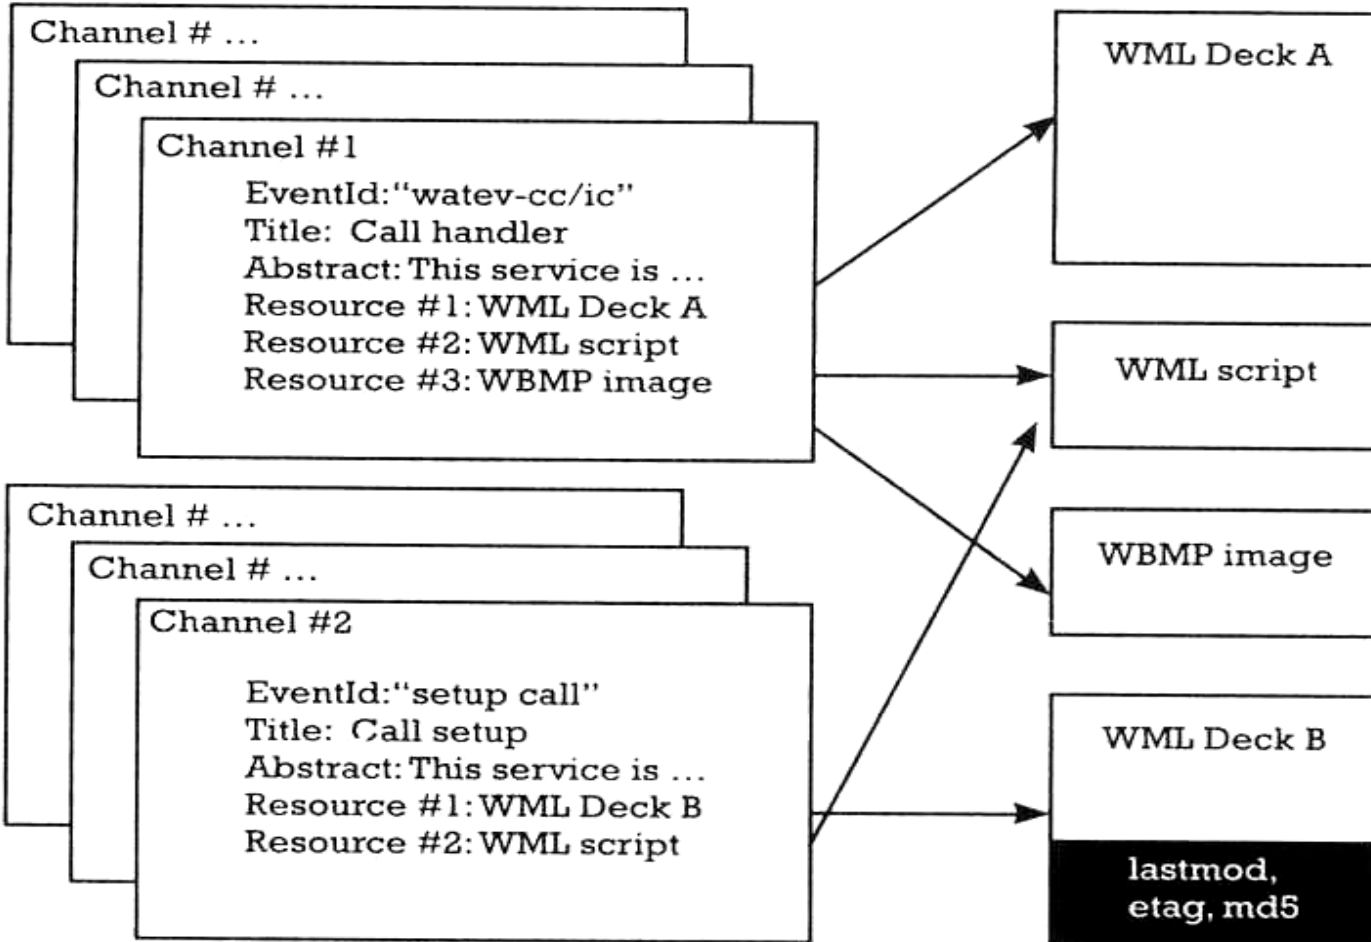 Channel # ...
Channel # ...
Channel #1
EventId:“watev-cc/ic”
Title: Call handler
Abstract: This service is ...
Resource #1: WML Deck A
Resource #2: WML script
Resource #3: WBMP image
Channel # ...
Channel # ...
Channel #2
EventId:“setup call”
Title: Call setup
Abstract: This service is ...
Resource #1: WML Deck B
Resource #2: WML script
WML Deck A
WML script
WBMP image
WML Deck B
lastmod,
etag, md5